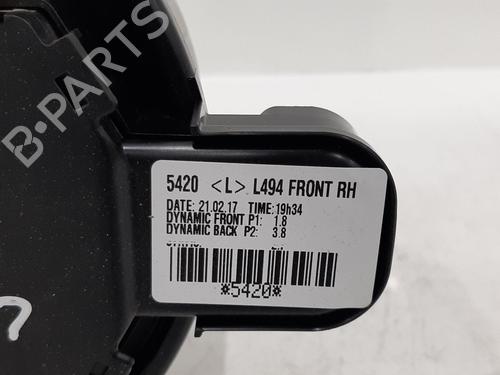 B-PARTS
5420 <L> L494 FRONT RH
DATE: 21.02.17 TIME:19h34
DYNAMIC FRONT P1: 1.8
DYNAMIC BACK P2: 3.8
*5420*